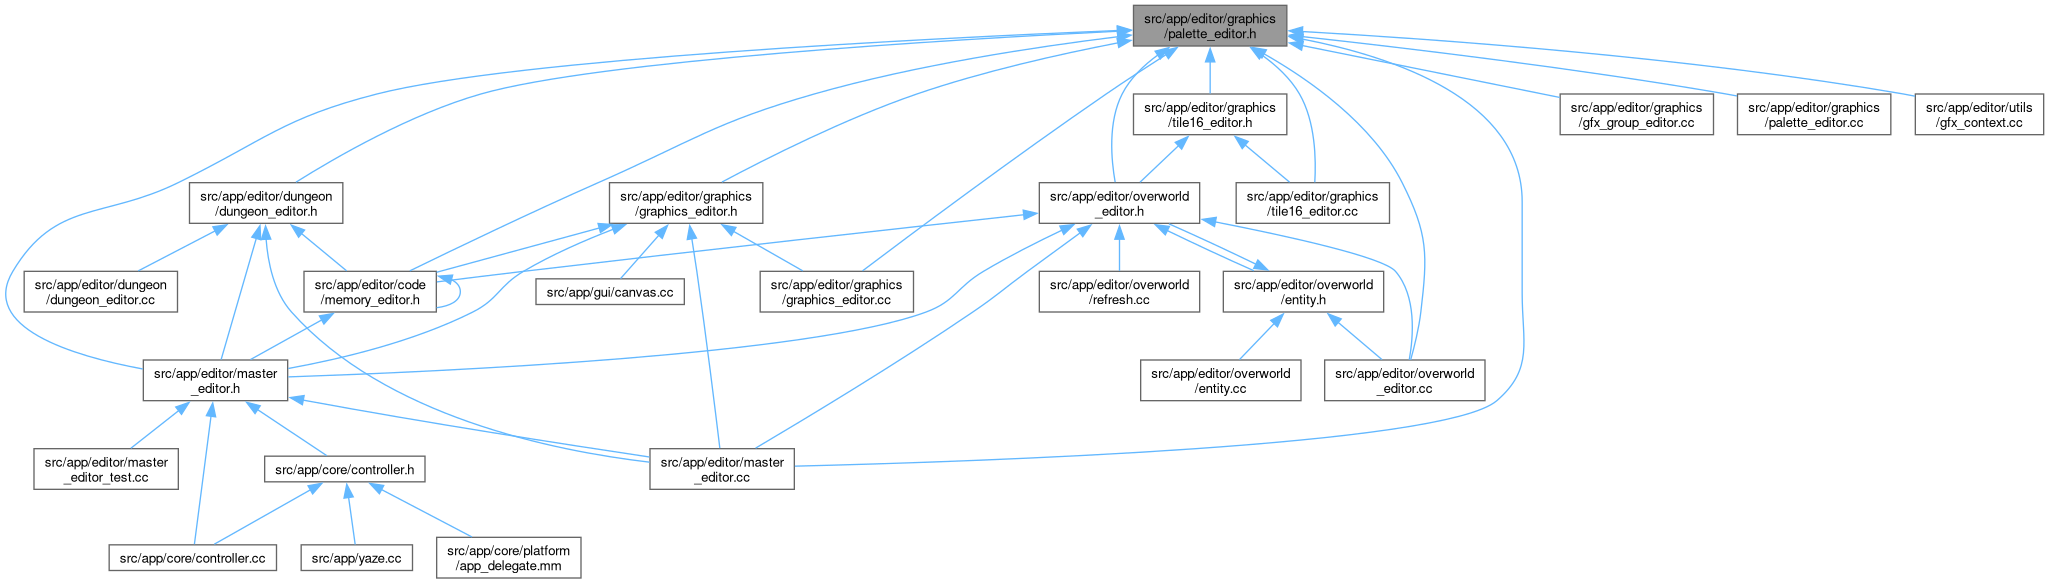 src/app/editor/graphics
/palette_editor.h
src/app/editor/graphics
/tile16_editor.h
src/app/editor/graphics
/gfx_group_editor.cc
src/app/editor/graphics
/palette_editor.cc
src/app/editor/utils
/gfx_context.cc
src/app/editor/dungeon
/dungeon_editor.h
src/app/editor/graphics
/graphics_editor.h
src/app/editor/overworld
_editor.h
src/app/editor/graphics
/tile16_editor.cc
src/app/editor/dungeon
/dungeon_editor.cc
src/app/editor/code
/memory_editor.h
src/app/gui/canvas.cc
src/app/editor/graphics
/graphics_editor.cc
src/app/editor/overworld
/refresh.cc
src/app/editor/overworld
/entity.h
src/app/editor/master
_editor.h
src/app/editor/overworld
/entity.cc
src/app/editor/overworld
_editor.cc
src/app/editor/master
_editor_test.cc
src/app/core/controller.h
src/app/editor/master
_editor.cc
src/app/core/controller.cc
src/app/yaze.cc
src/app/core/platform
/app_delegate.mm